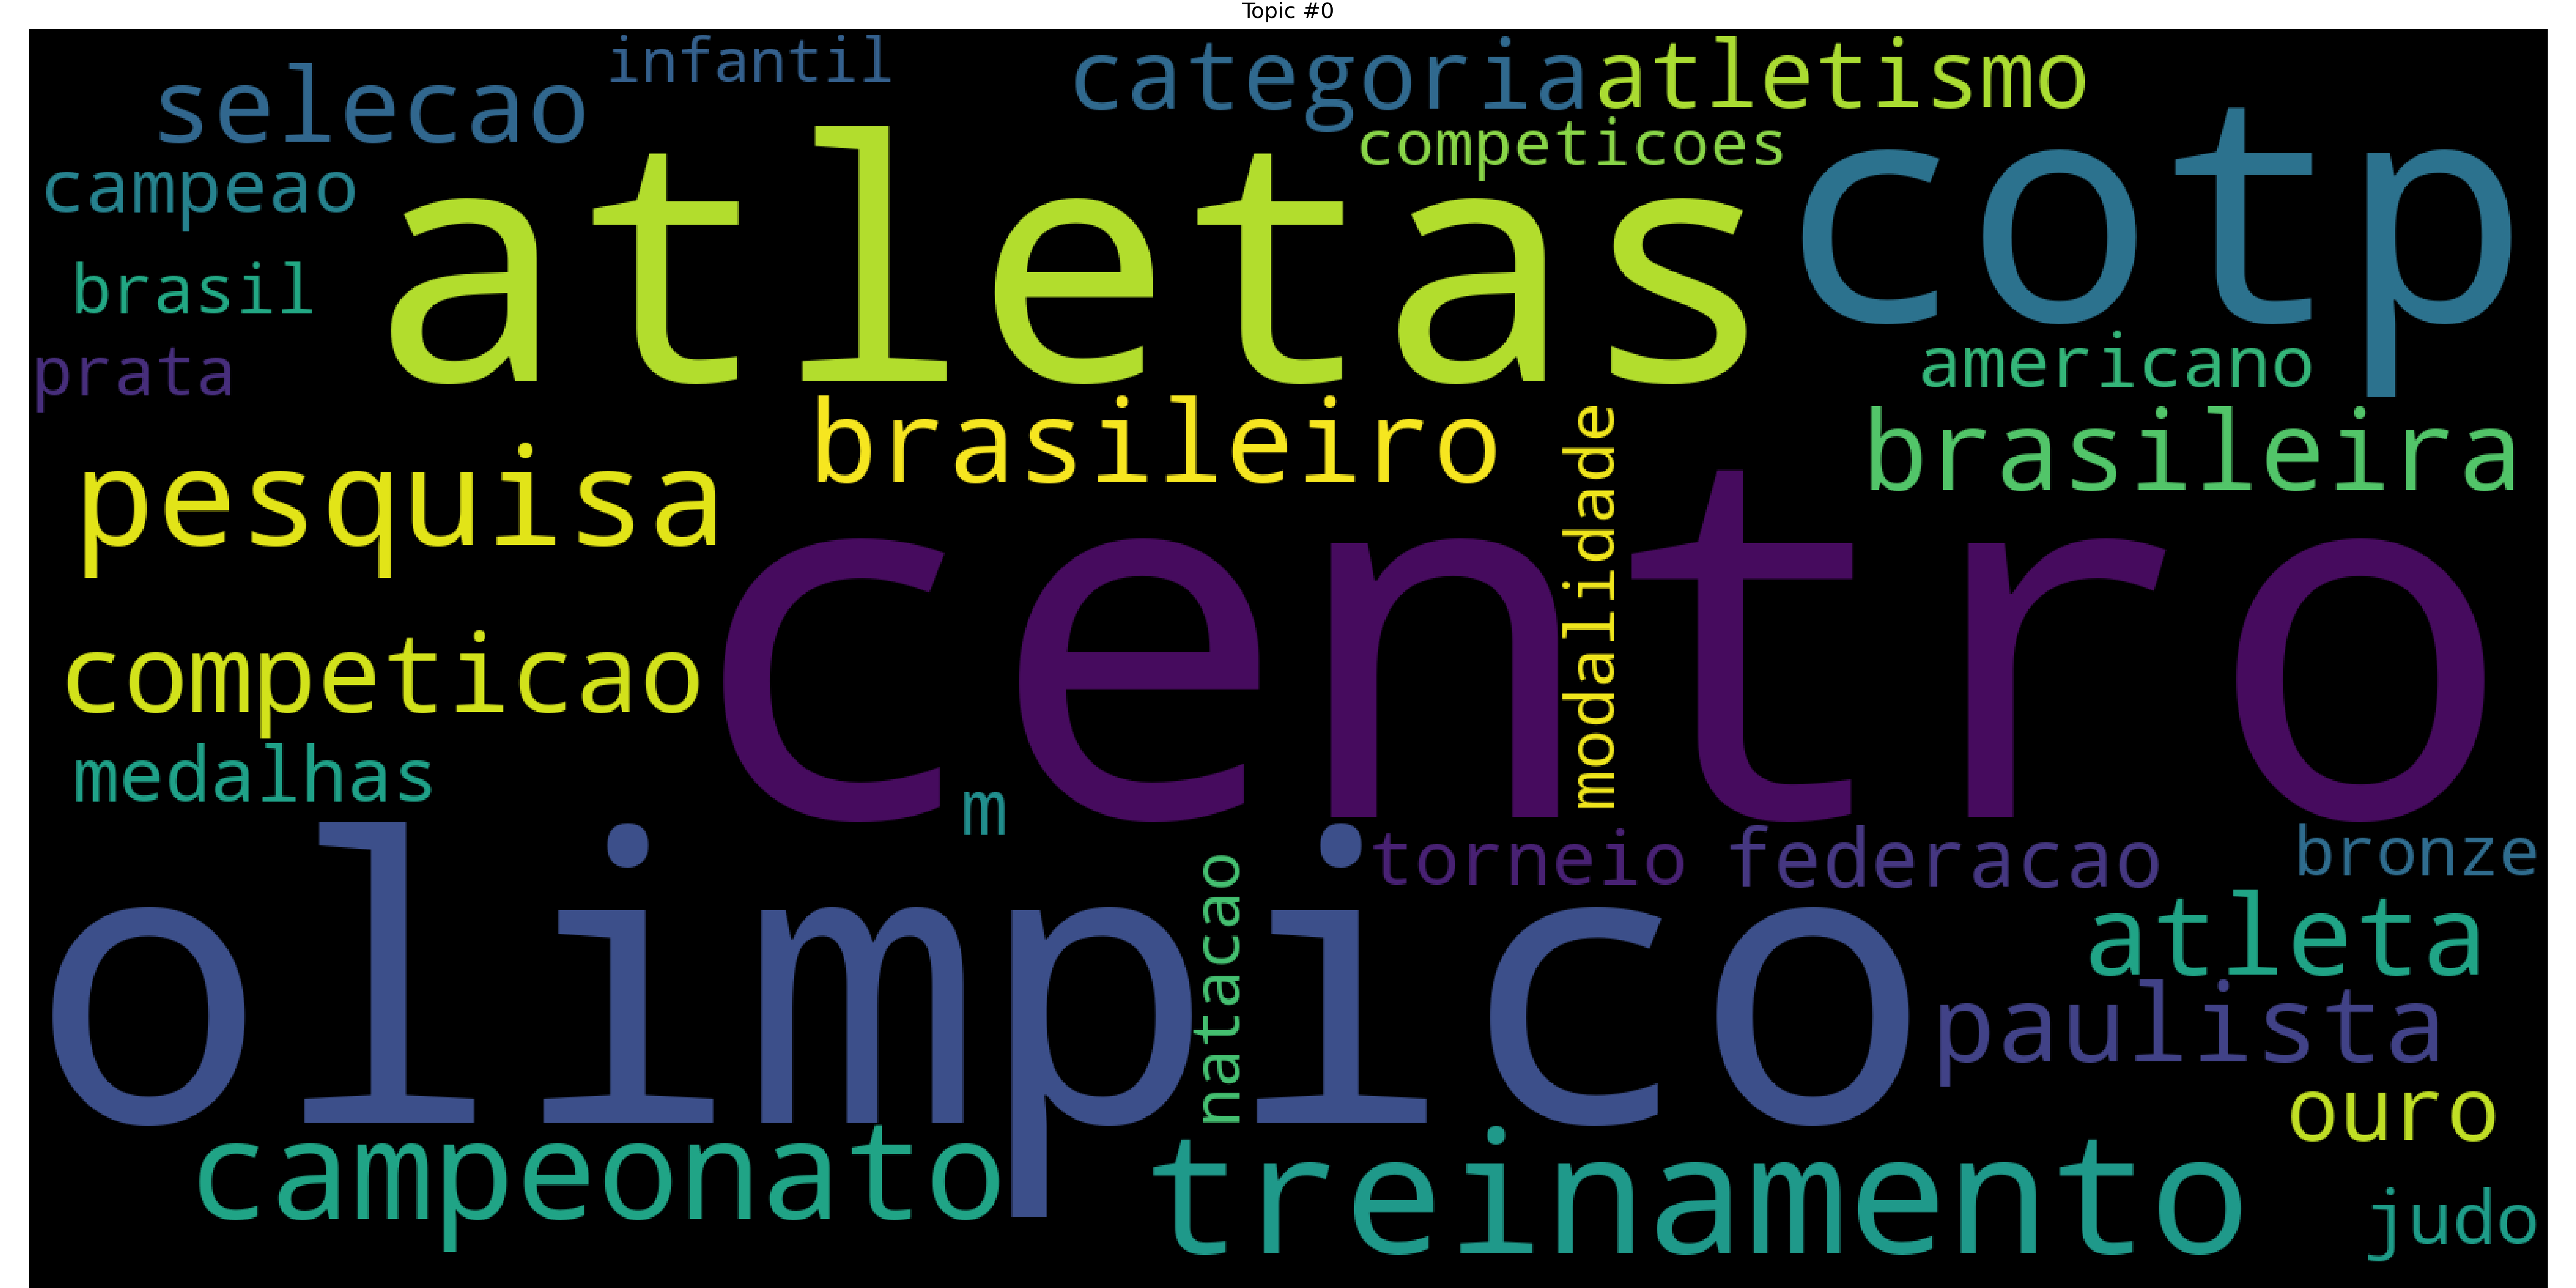 Topic #0
infantil
selecao
categoria
atletismo
competicoes
campeao
atletas
cotp
brasil
prata
americano
brasileiro
brasileira
modalidade
pesquisa
centro
competicao
medalhas
m
torneio
federacao
bronze
natacao
olimpico
atleta
paulista
ouro
campeonato
treinamento
judo